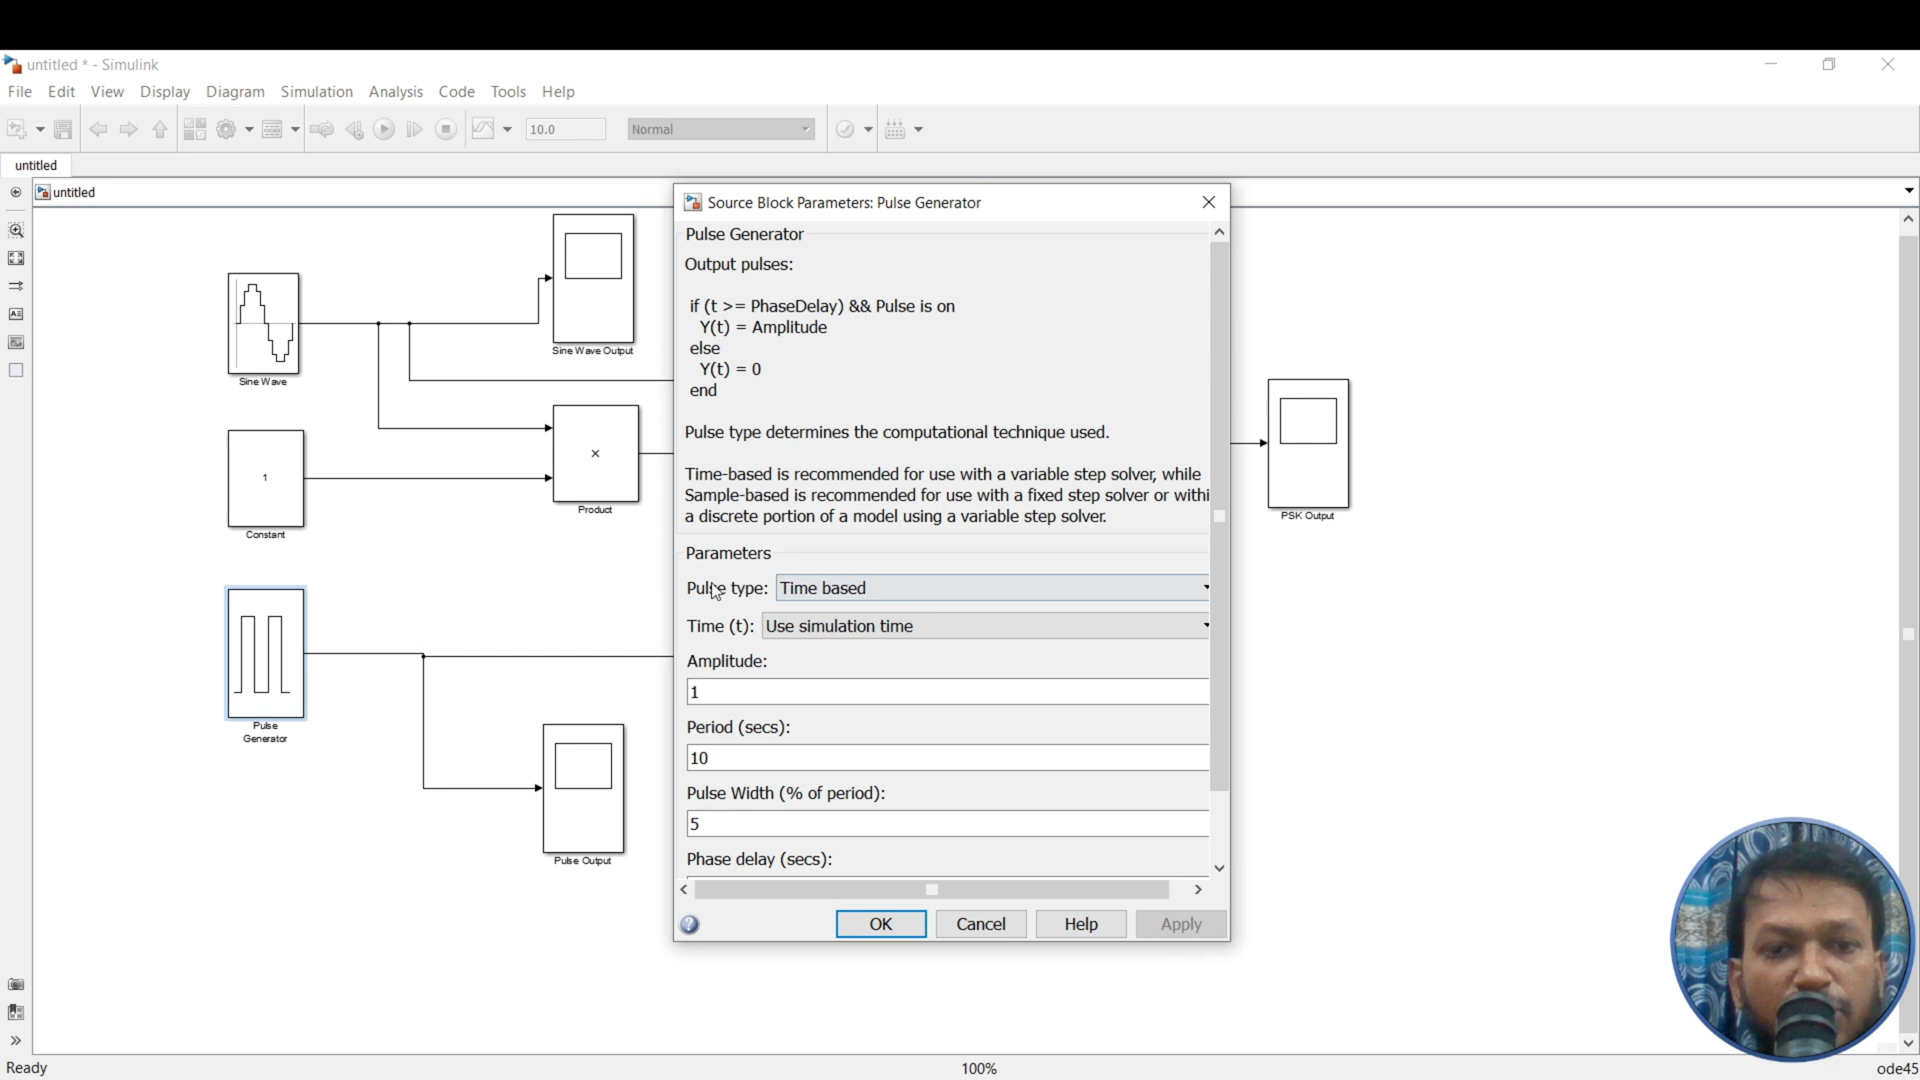 untitled * - Simulink
File Edit View Display Diagram Simulation Analysis Code Tools Help
10.0 Normal
untitled
untitled
Source Block Parameters: Pulse Generator
Pulse Generator
Output pulses:
if (t >= PhaseDelay) && Pulse is on
Y(t) = Amplitude
else
Y(t) = 0
end
Pulse type determines the computational technique used.
Time-based is recommended for use with a variable step solver, while
Sample-based is recommended for use with a fixed step solver or withi
a discrete portion of a model using a variable step solver.
Parameters
Pulse type: Time based
Time (t): Use simulation time
Amplitude:
1
Period (secs):
10
Pulse Width (% of period):
5
Phase delay (secs):
OK Cancel Help Apply
Sine Wave Output
Sine Wave
×
Product
1
Constant
PSK Output
Pulse
Generator
Pulse Output
Ready 100% ode45